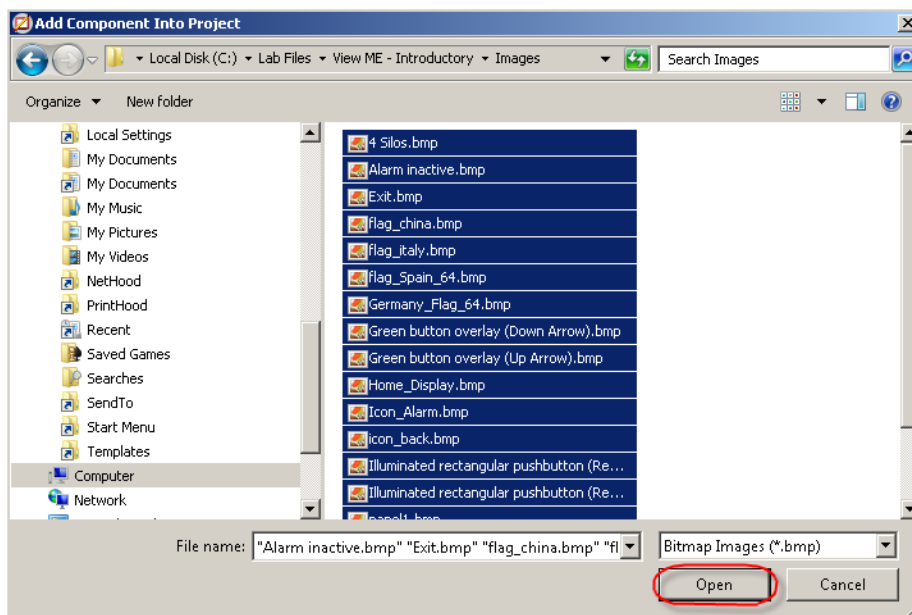 Add Component Into Project
Local Disk (C:) Lab Files View ME - Introductory Images
Search Images
Organize New folder
Local Settings
My Documents
My Documents
My Music
My Pictures
My Videos
NetHood
PrintHood
Recent
Saved Games
Searches
SendTo
Start Menu
Templates
Computer
Network
4 Silos.bmp
Alarm inactive.bmp
Exit.bmp
flag_china.bmp
flag_italy.bmp
flag_Spain_64.bmp
Germany_Flag_64.bmp
Green button overlay (Down Arrow).bmp
Green button overlay (Up Arrow).bmp
Home_Display.bmp
Icon_Alarm.bmp
icon_back.bmp
Illuminated rectangular pushbutton (Re...
Illuminated rectangular pushbutton (Re...
panel1.bmp
File name: "Alarm inactive.bmp" "Exit.bmp" "flag_china.bmp" "fl
Bitmap Images (*.bmp)
Open Cancel